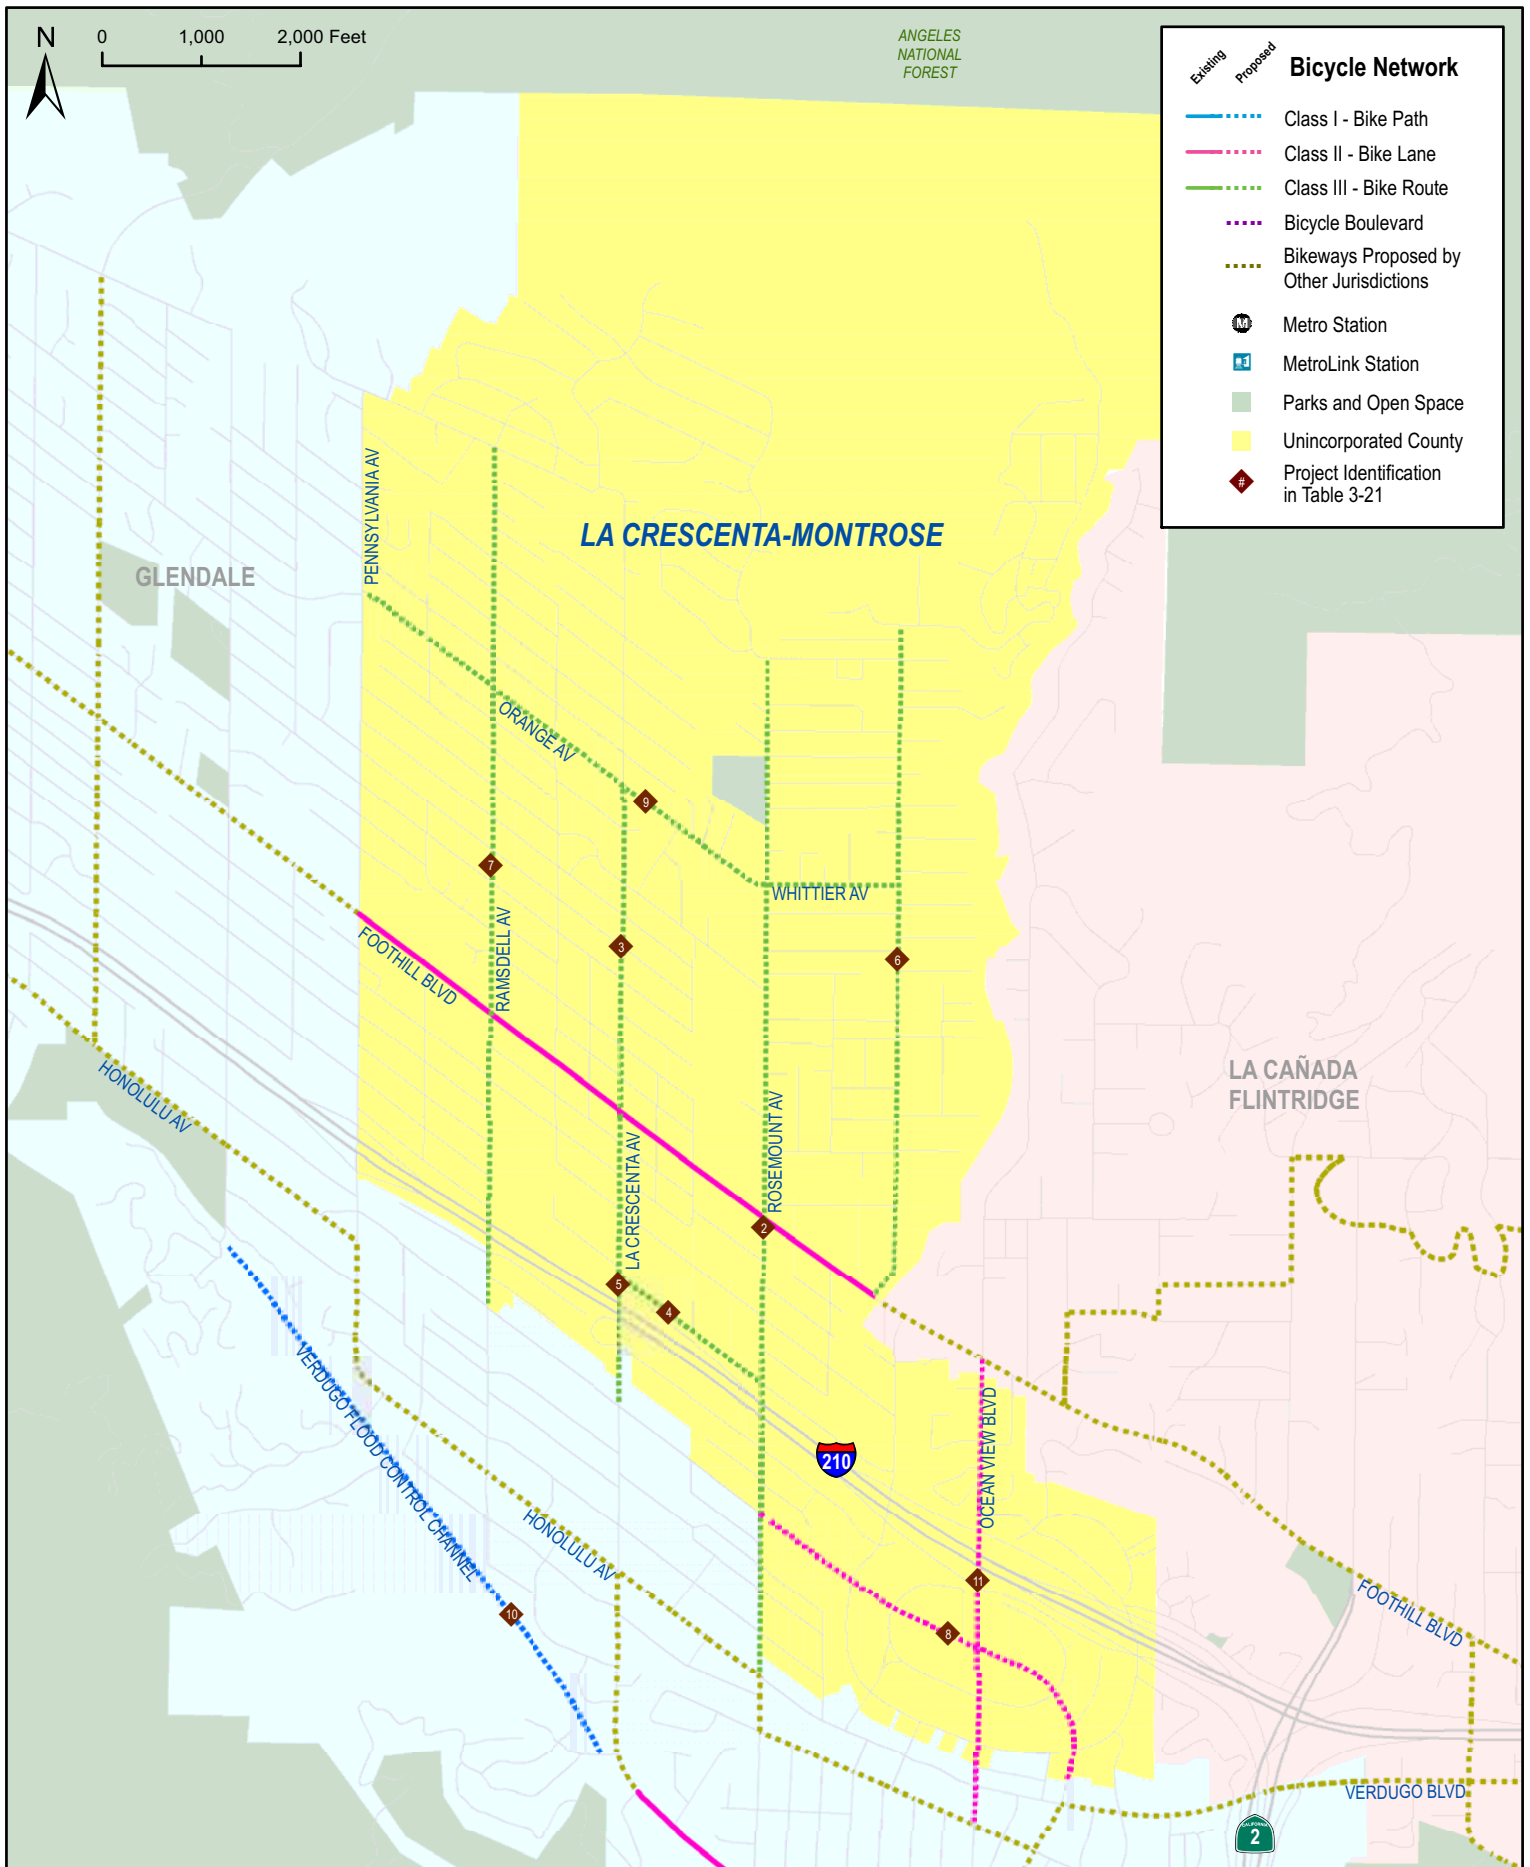 N
0 1,000 2,000 Feet
ANGELES
NATIONAL
FOREST
Existing
Proposed
Bicycle Network
Class I - Bike Path
Class II - Bike Lane
Class III - Bike Route
Bicycle Boulevard
Bikeways Proposed by
Other Jurisdictions
M
Metro Station
MetroLink Station
Parks and Open Space
Unincorporated County
#
Project Identification
in Table 3-21
PENNSYLVANIA AV
LA CRESCENTA-MONTROSE
GLENDALE
ORANGE AV
9
7
WHITTIER AV
RAMSDELL AV
FOOTHILL BLVD
3
6
HONOLULU AV
LA CAÑADA
FLINTRIDGE
ROSEMOUNT AV
LA CRESCENTA AV
2
5
4
VERDUGO FLOOD CONTROL CHANNEL
OCEAN VIEW BLVD
210
HONOLULU AV
11
10
8
FOOTHILL BLVD
VERDUGO BLVD
CALIFORNIA
2